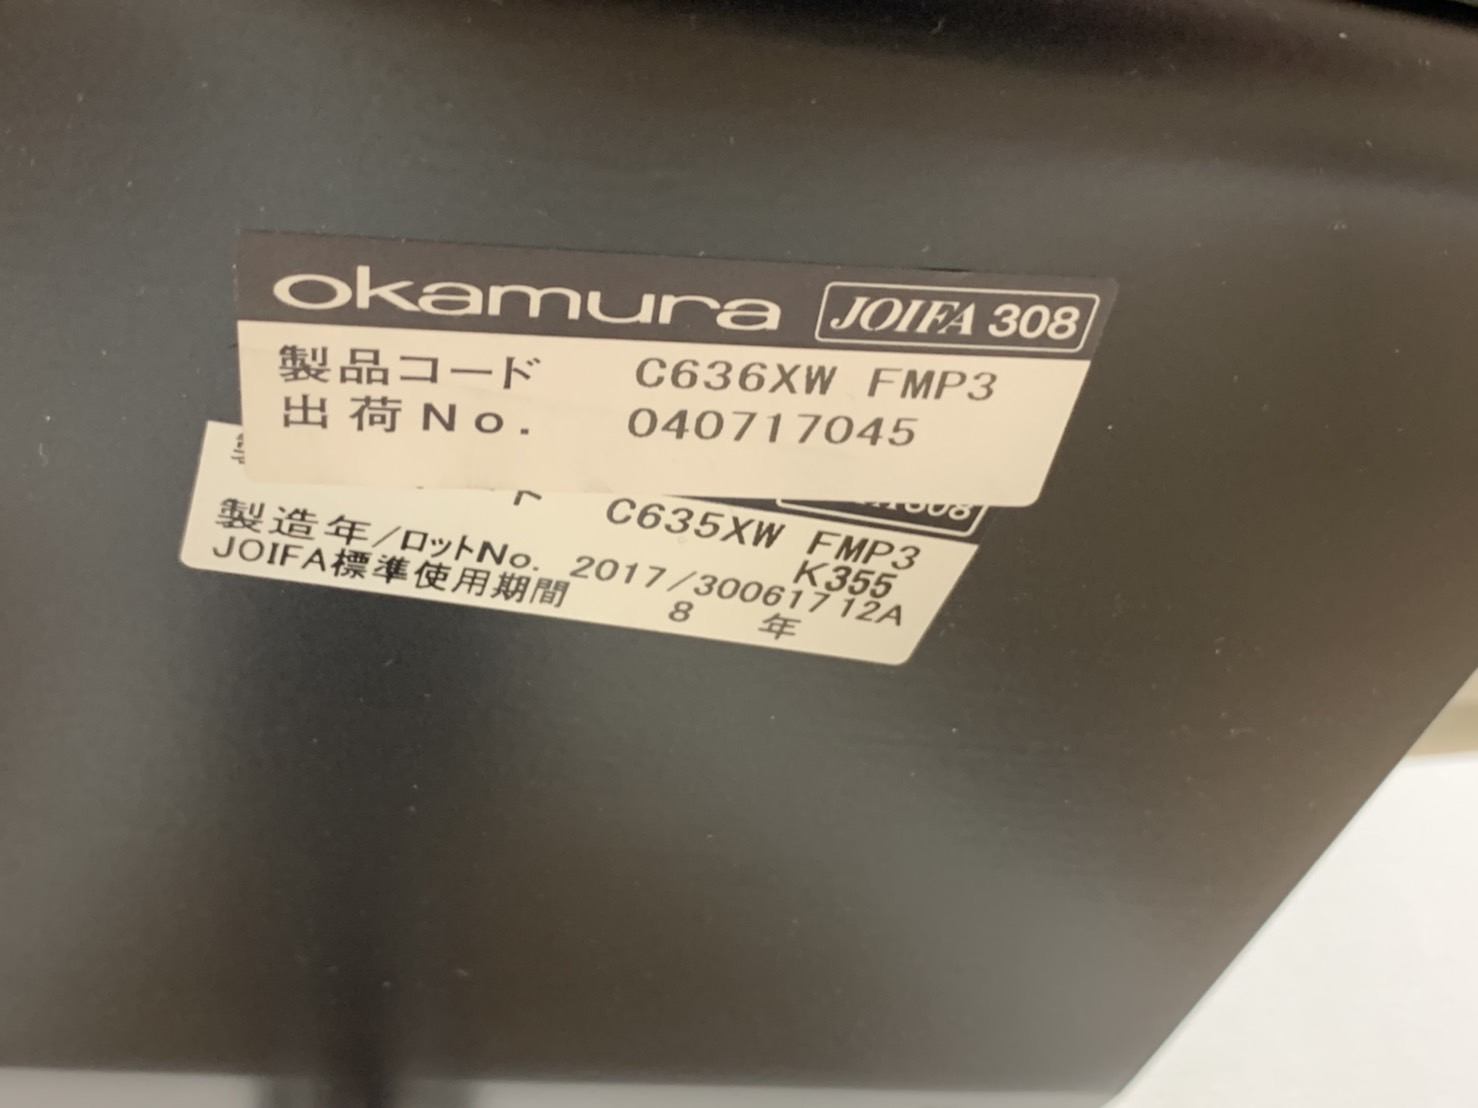 okamura JOIFA 308
製品コード C636XW FMP3
出荷No. 040717045
C635XW FMP3
K355
製造年/ロットNo. 2017/30061712A
JOIFA標準使用期間 8 年